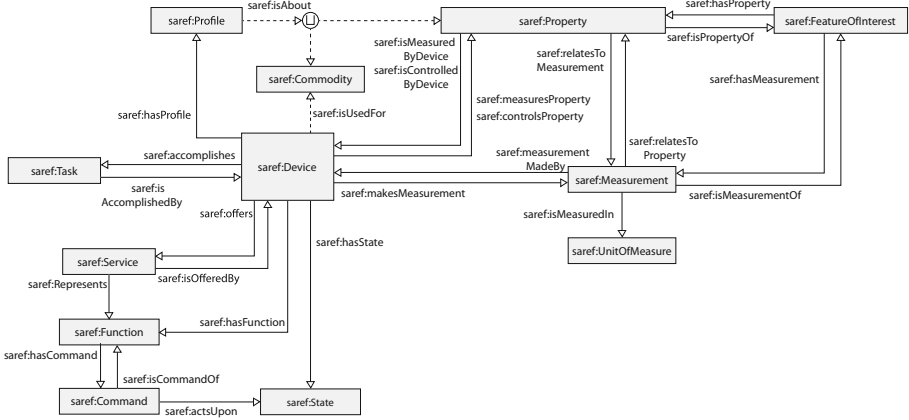 saref:isAbout
saref:hasProperty
saref:Profile
saref:Property
saref:FeatureOfInterest
saref:isMeasured
ByDevice
saref:isControlled
ByDevice
saref:relatesTo
Measurement
saref:isPropertyOf
saref:Commodity
saref:hasMeasurement
saref:hasProfile
saref:isUsedFor
saref:measuresProperty
saref:controlsProperty
saref:accomplishes
saref:Device
saref:measurement
MadeBy
saref:relatesTo
Property
saref:Task
saref:is
AccomplishedBy
saref:makesMeasurement
saref:Measurement
saref:isMeasurementOf
saref:offers
saref:isMeasuredIn
saref:hasState
saref:UnitOfMeasure
saref:Service
saref:isOfferedBy
saref:Represents
saref:hasFunction
saref:Function
saref:hasCommand
saref:isCommandOf
saref:Command
saref:actsUpon
saref:State